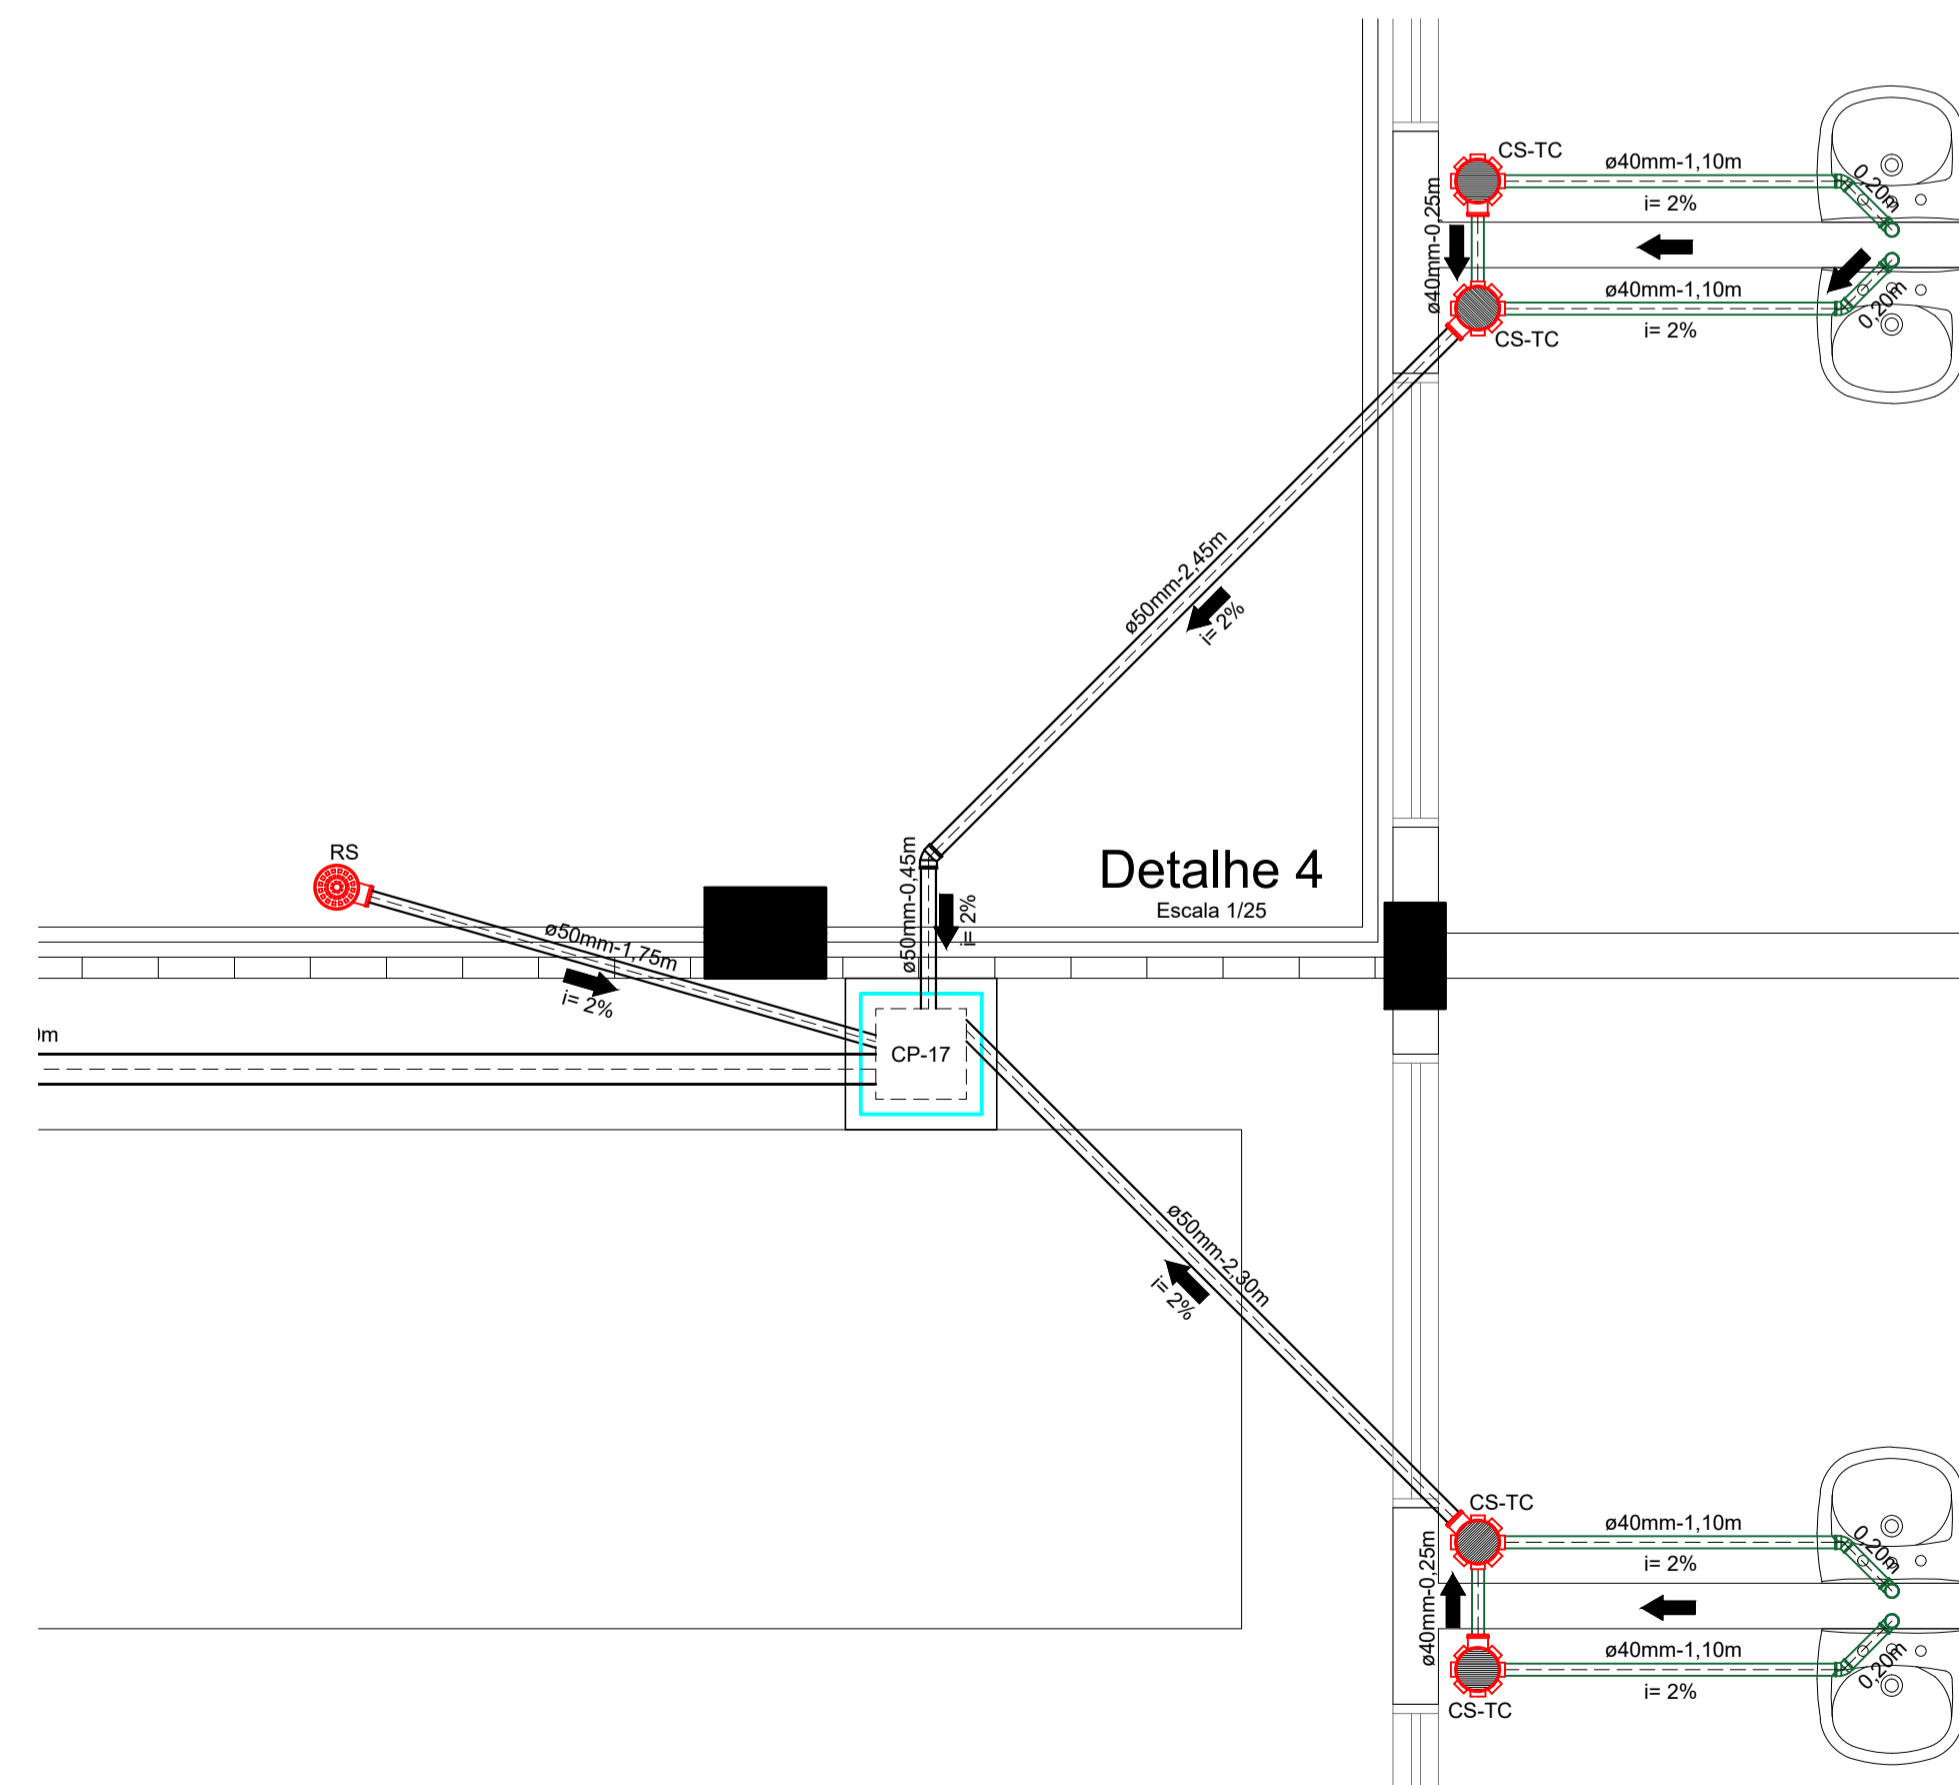 CS-TC
ø40mm-1,10m
i= 2%
0,20m
ø40mm-0,25m
ø40mm-1,10m
i= 2%
0,20m
CS-TC
ø50mm-2,45m
i= 2%
RS
ø50mm-0,45m
i= 2%
Detalhe 4
Escala 1/25
ø50mm-1,75m
i= 2%
CP-17
ø50mm-2,30m
i= 2%
CS-TC
ø40mm-1,10m
i= 2%
0,20m
ø40mm-0,25m
ø40mm-1,10m
i= 2%
0,20m
CS-TC